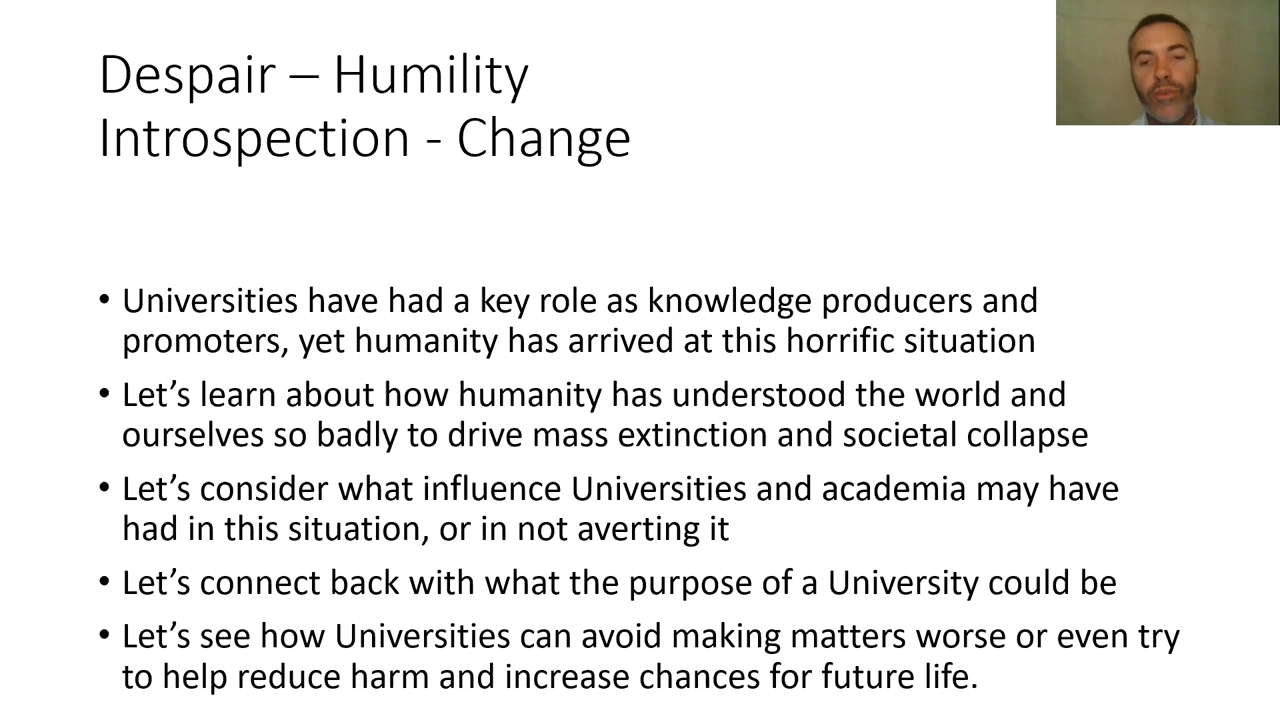 Despair – Humility
Introspection - Change
• Universities have had a key role as knowledge producers and
promoters, yet humanity has arrived at this horrific situation
• Let’s learn about how humanity has understood the world and
ourselves so badly to drive mass extinction and societal collapse
• Let’s consider what influence Universities and academia may have
had in this situation, or in not averting it
• Let’s connect back with what the purpose of a University could be
• Let’s see how Universities can avoid making matters worse or even try
to help reduce harm and increase chances for future life.